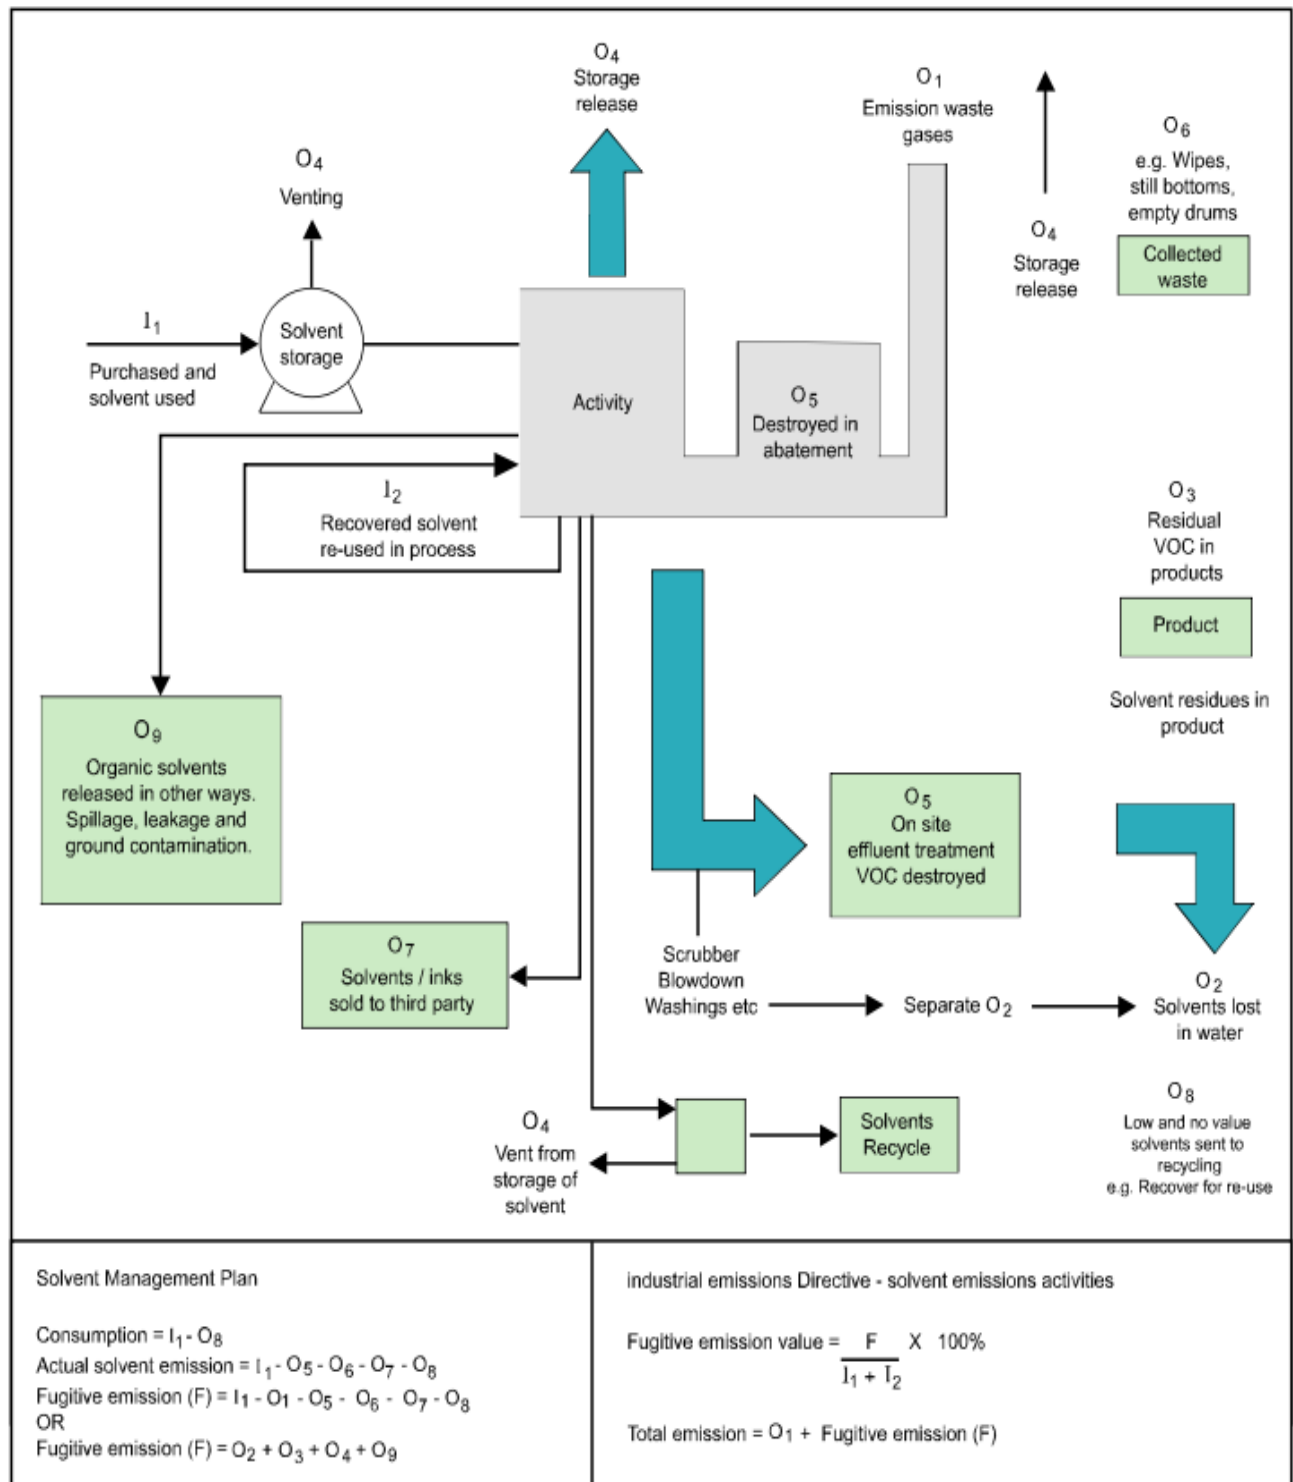 O4
Storage
release
O1
Emission waste
gases
O6
e.g. Wipes,
still bottoms,
empty drums
Collected
waste
O4
Venting
O4
Storage
release
I1
Purchased and
solvent used
Solvent
storage
Activity
O5
Destroyed in
abatement
I2
Recovered solvent
re-used in process
O3
Residual
VOC in
products
Product
Solvent residues in
product
O9
Organic solvents
released in other ways.
Spillage, leakage and
ground contamination.
O5
On site
effluent treatment
VOC destroyed
O7
Solvents / inks
sold to third party
Scrubber
Blowdown
Washings etc
Separate O2
O2
Solvents lost
in water
O4
Vent from
storage of
solvent
Solvents
Recycle
O8
Low and no value
solvents sent to
recycling
e.g. Recover for re-use
Solvent Management Plan
Consumption = I1 - O8
Actual solvent emission = I1 - O5 - O6 - O7 - O8
Fugitive emission (F) = I1 - O1 - O5 - O6 - O7 - O8
OR
Fugitive emission (F) = O2 + O3 + O4 + O9
industrial emissions Directive - solvent emissions activities
Fugitive emission value = F X 100%
I1 + I2
Total emission = O1 + Fugitive emission (F)